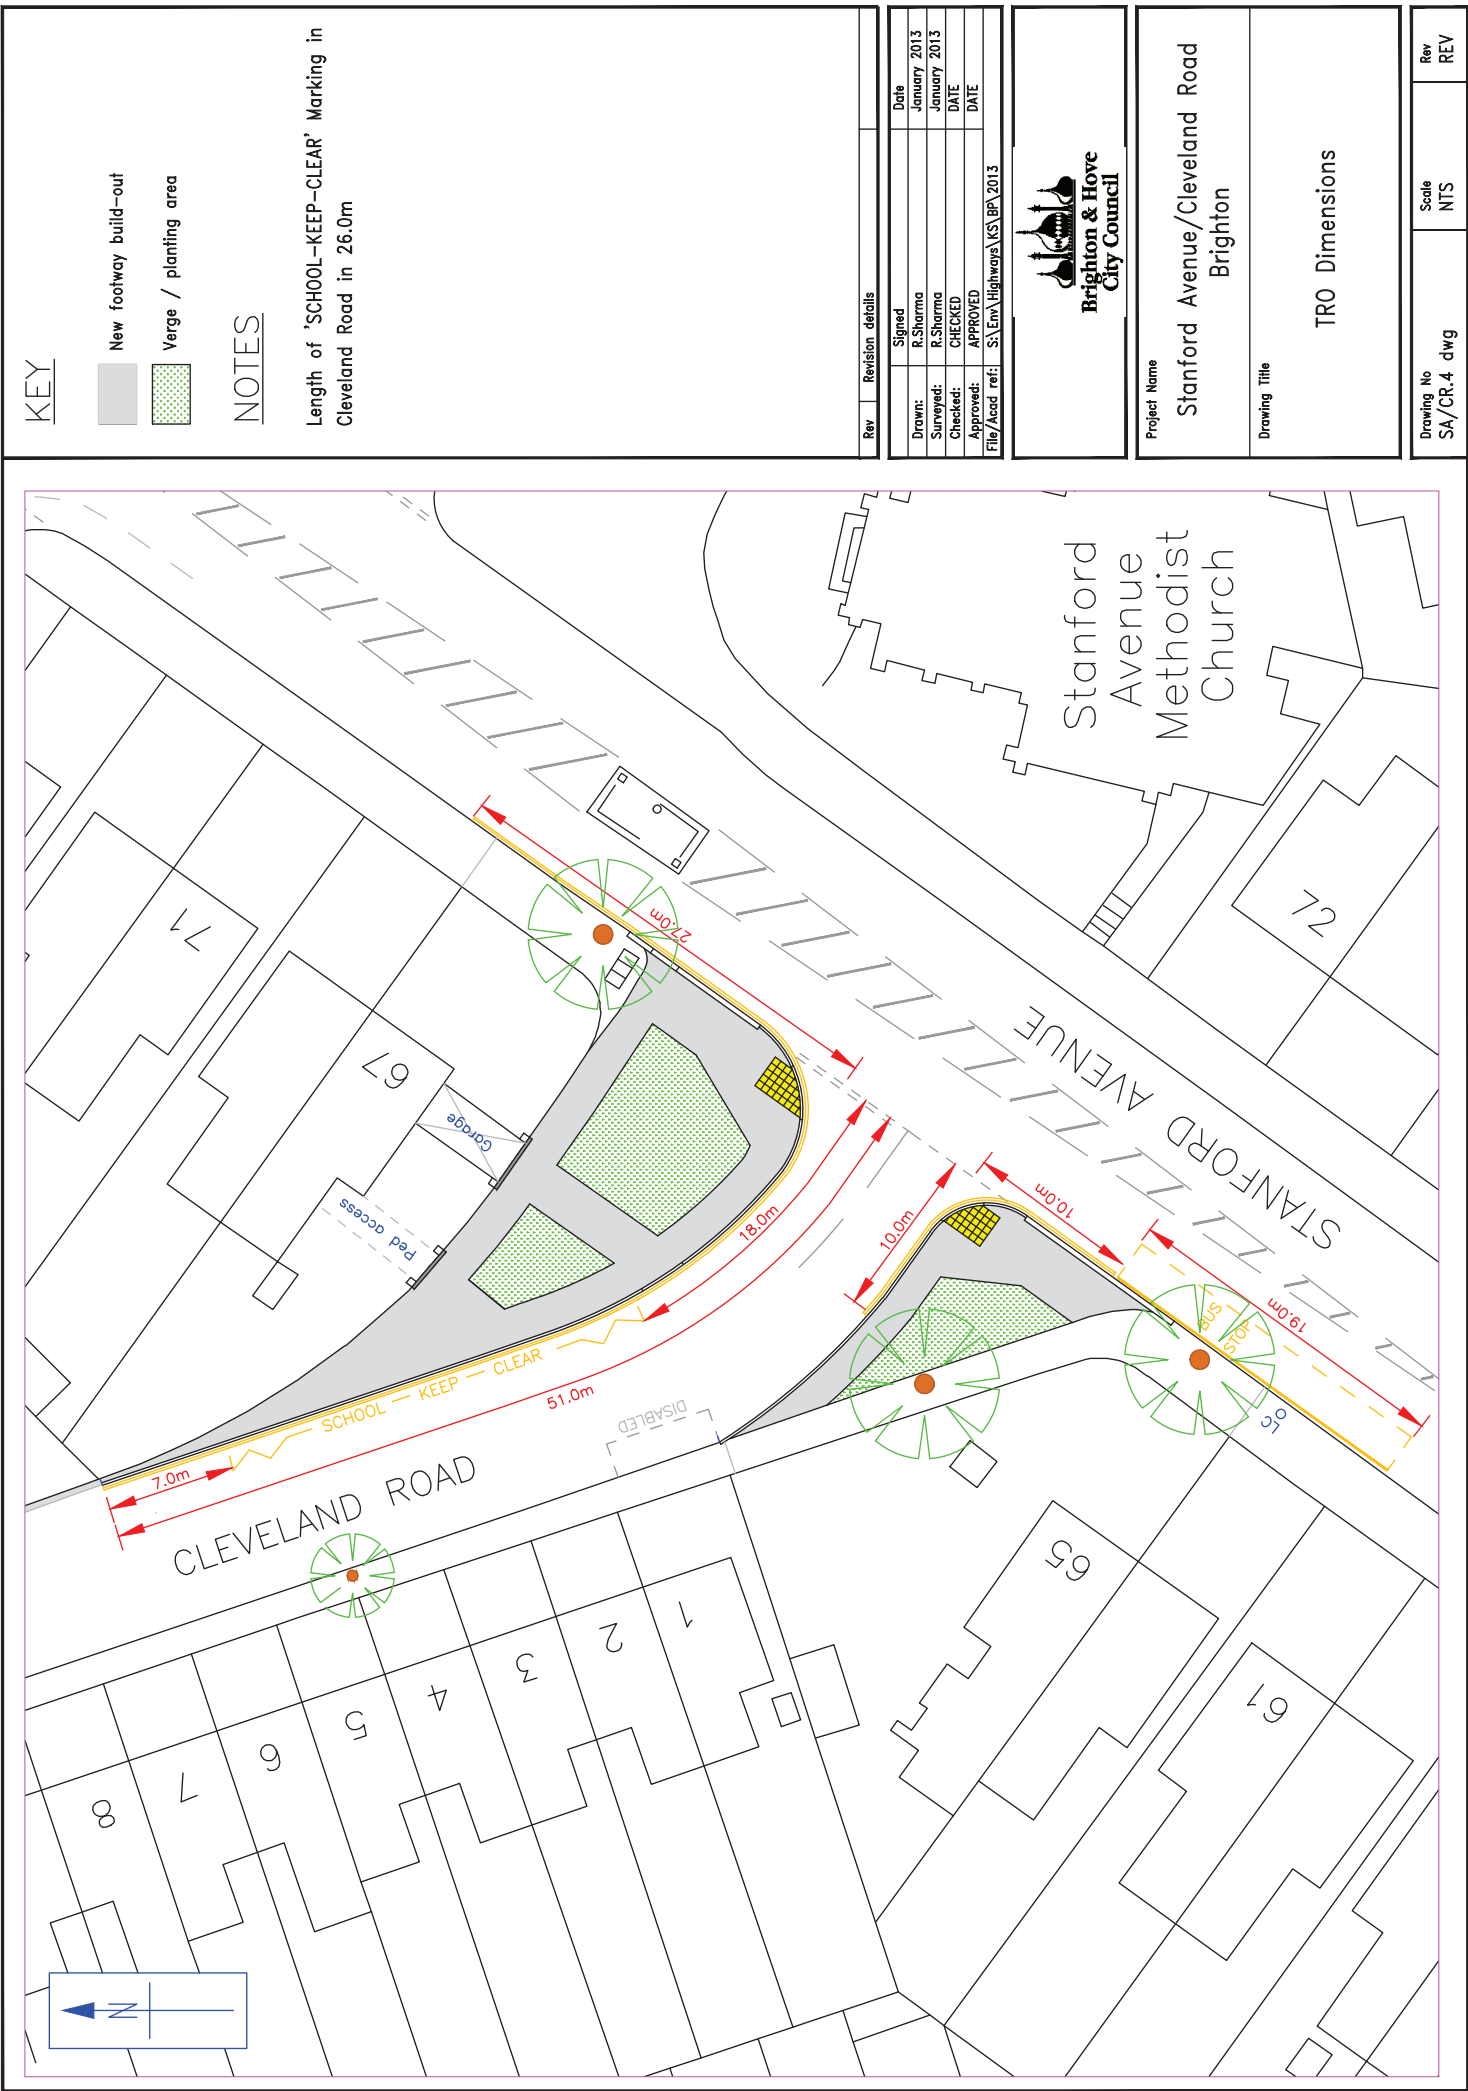 KEY
New footway build-out
Verge / planting area
NOTES
Length of 'SCHOOL-KEEP-CLEAR' Marking in
Cleveland Road in 26.0m
Rev
Revision details
Signed
Date
Drawn:
R.Sharma
January 2013
Surveyed:
R.Sharma
January 2013
Checked:
CHECKED
DATE
Approved:
APPROVED
DATE
File/Acad ref:
S:\Env\Highways\KS\BP\2013
Brighton & Hove
City Council
Project Name
Stanford Avenue/Cleveland Road
Brighton
Drawing Title
TRO Dimensions
Drawing No
SA/CR.4 dwg
Scale
NTS
Rev
REV
Stanford
Avenue
Methodist
Church
72
71
67
Garage
Ped access
27.0m
STANFORD AVENUE
18.0m
51.0m
10.0m
10.0m
19.0m
BUS
STOP
LC
SCHOOL — KEEP — CLEAR
7.0m
DISABLED
CLEVELAND ROAD
65
61
1
2
3
4
5
6
7
8
N